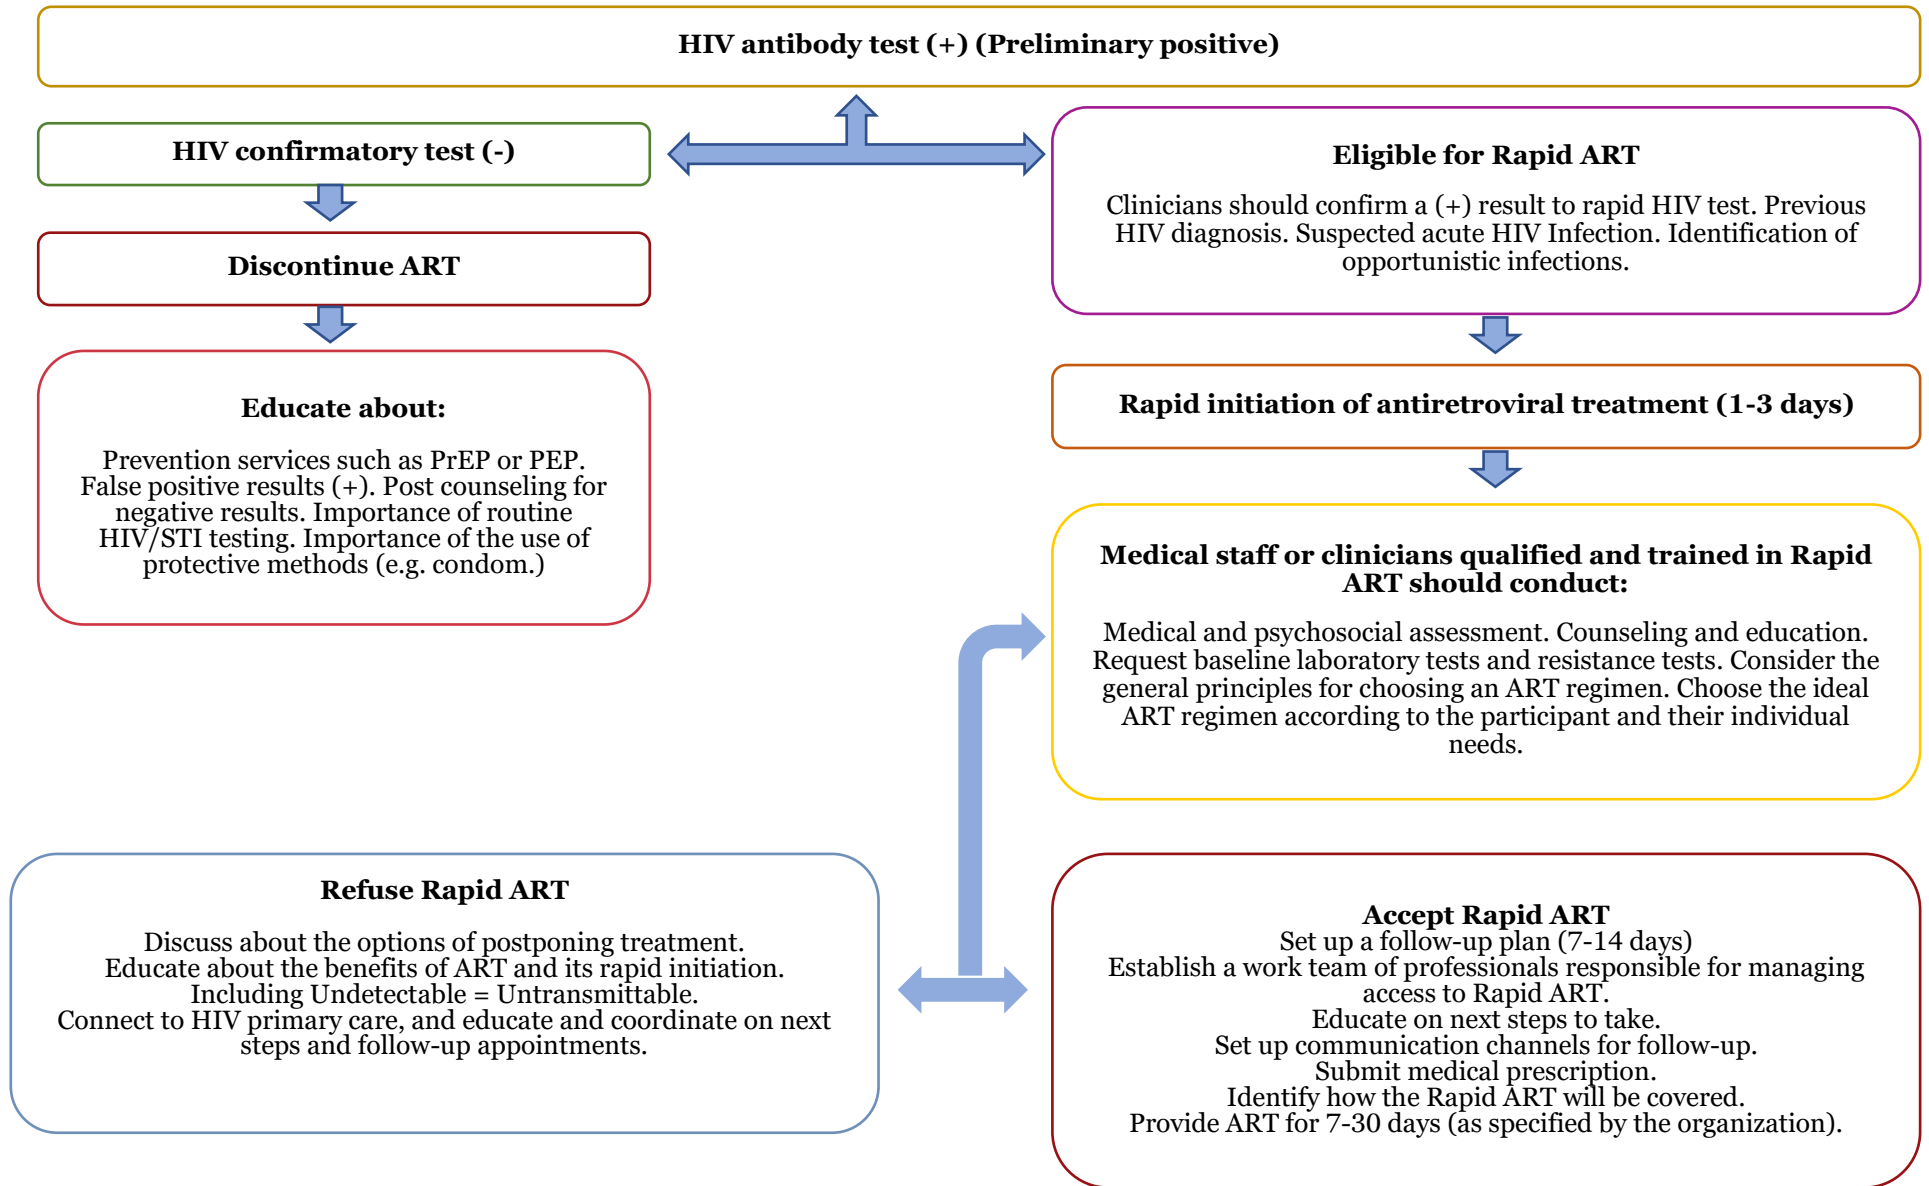 HIV antibody test (+) (Preliminary positive)
HIV confirmatory test (-)
Discontinue ART
Educate about:
Prevention services such as PrEP or PEP.
False positive results (+). Post counseling for
negative results. Importance of routine
HIV/STI testing. Importance of the use of
protective methods (e.g. condom.)
Eligible for Rapid ART
Clinicians should confirm a (+) result to rapid HIV test. Previous
HIV diagnosis. Suspected acute HIV Infection. Identification of
opportunistic infections.
Rapid initiation of antiretroviral treatment (1-3 days)
Medical staff or clinicians qualified and trained in Rapid
ART should conduct:
Medical and psychosocial assessment. Counseling and education.
Request baseline laboratory tests and resistance tests. Consider the
general principles for choosing an ART regimen. Choose the ideal
ART regimen according to the participant and their individual
needs.
Refuse Rapid ART
Discuss about the options of postponing treatment.
Educate about the benefits of ART and its rapid initiation.
Including Undetectable = Untransmittable.
Connect to HIV primary care, and educate and coordinate on next
steps and follow-up appointments.
Accept Rapid ART
Set up a follow-up plan (7-14 days)
Establish a work team of professionals responsible for managing
access to Rapid ART.
Educate on next steps to take.
Set up communication channels for follow-up.
Submit medical prescription.
Identify how the Rapid ART will be covered.
Provide ART for 7-30 days (as specified by the organization).